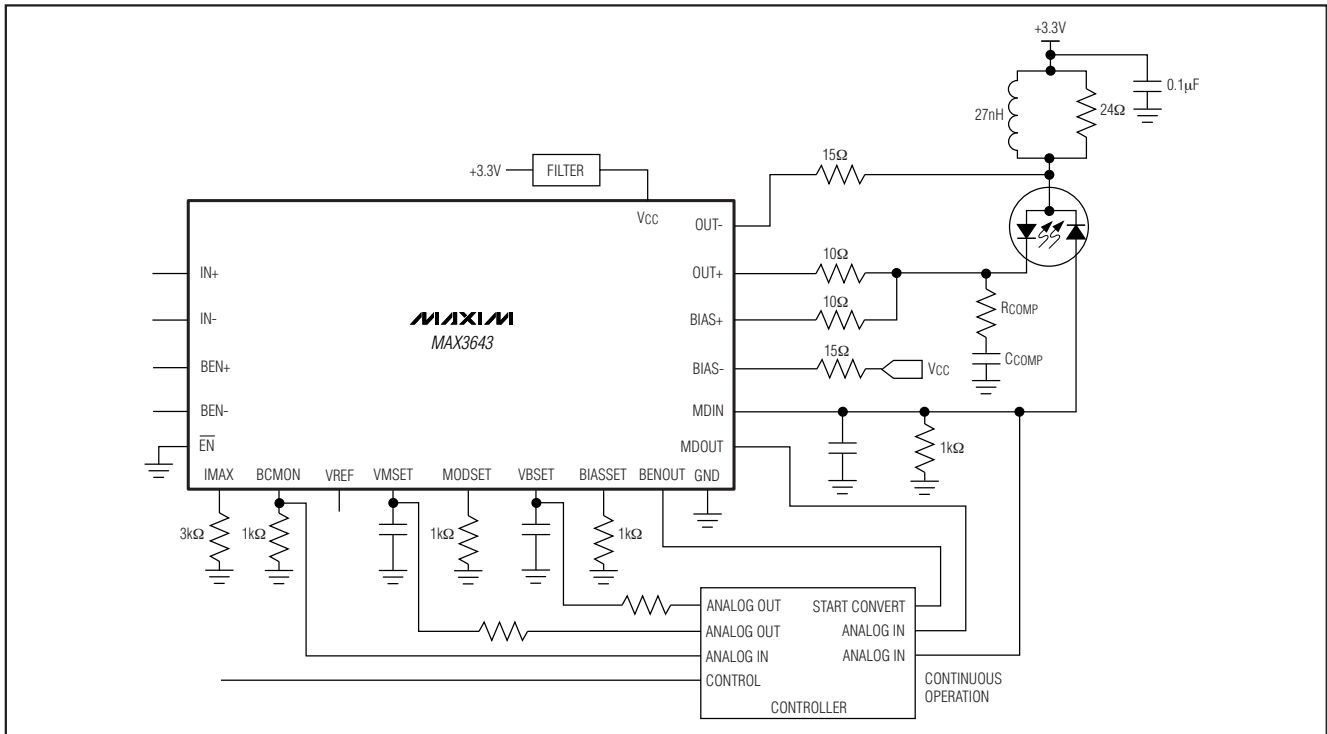 +3.3V
0.1µF
27nH
24Ω
15Ω
+3.3V
FILTER
VCC
OUT-
IN+
10Ω
OUT+
IN-
10Ω
BIAS+
RCOMP
MAXIM
MAX3643
15Ω
CCOMP
BEN+
BIAS-
VCC
BEN-
MDIN
EN
MDOUT
1kΩ
IMAX
BCMON
VREF
VMSET
MODSET
VBSET
BIASSET
BENOUT
GND
3kΩ
1kΩ
1kΩ
1kΩ
ANALOG OUT
START CONVERT
ANALOG OUT
ANALOG IN
ANALOG IN
ANALOG IN
CONTROL
CONTINUOUS
OPERATION
CONTROLLER